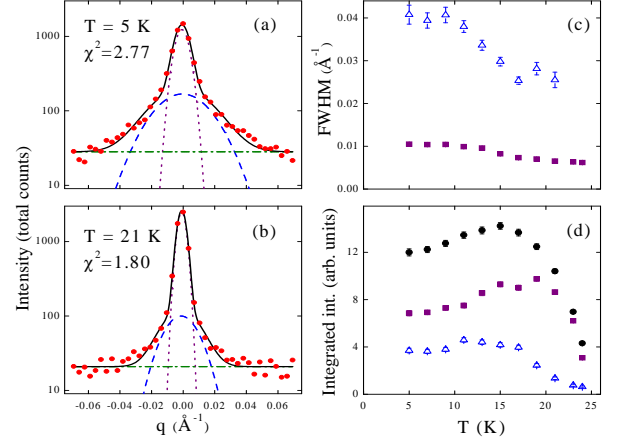 (a)
T = 5 K
χ²=2.77
1000
100
10
(b)
T = 21 K
χ²=1.80
1000
100
10
Intensity (total counts)
-0.06 -0.04 -0.02 0.00 0.02 0.04 0.06
q (Å⁻¹)
(c)
0.04
0.03
0.02
0.01
0.00
FWHM (Å⁻¹)
(d)
12
8
4
0
Integrated int. (arb. units)
0 5 10 15 20 25
T (K)